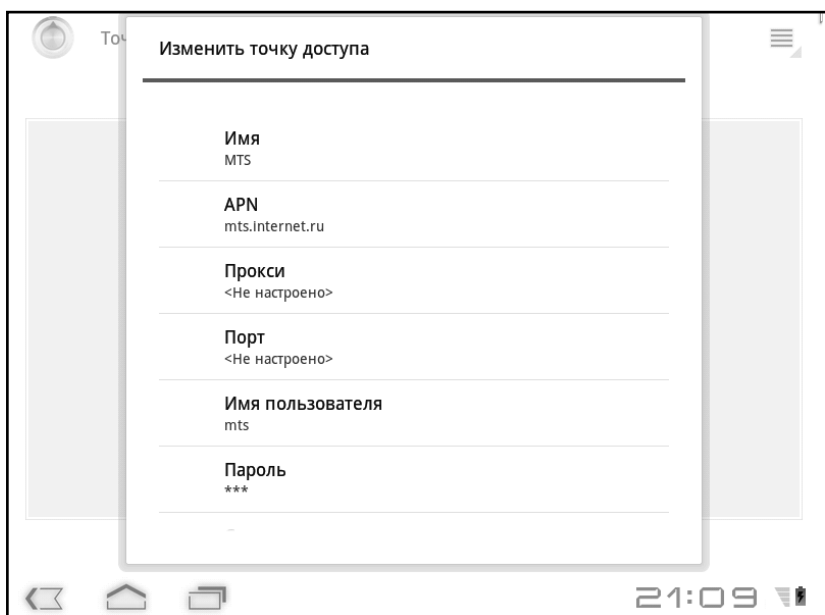 Точ
Изменить точку доступа
Имя
MTS
APN
mts.internet.ru
Прокси
<Не настроено>
Порт
<Не настроено>
Имя пользователя
mts
Пароль
***
21:09